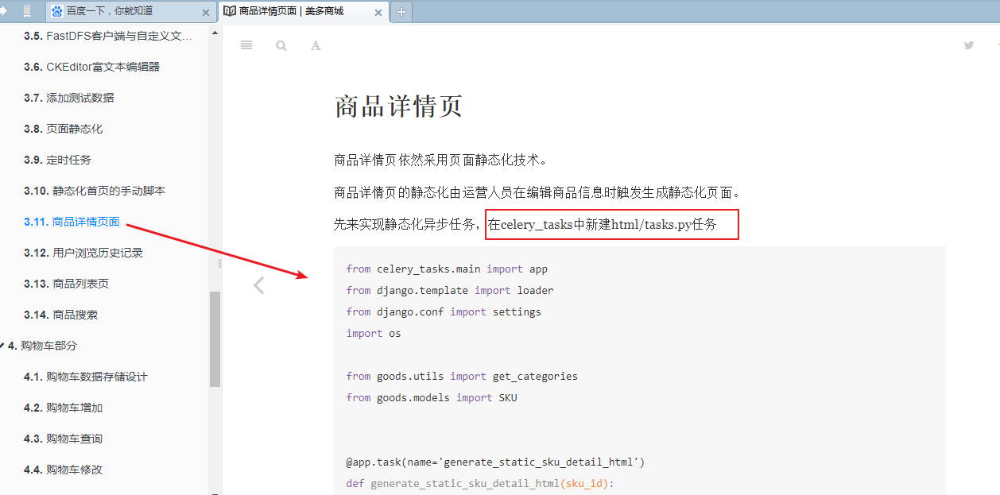 百度一下，你就知道
商品详情页面 | 美多商城
3.5. FastDFS客户端与自定义文...
3.6. CKEditor富文本编辑器
3.7. 添加测试数据
3.8. 页面静态化
3.9. 定时任务
3.10. 静态化首页的手动脚本
3.11. 商品详情页面
3.12. 用户浏览历史记录
3.13. 商品列表页
3.14. 商品搜索
4. 购物车部分
4.1. 购物车数据存储设计
4.2. 购物车增加
4.3. 购物车查询
4.4. 购物车修改
A
商品详情页
商品详情页依然采用页面静态化技术。
商品详情页的静态化由运营人员在编辑商品信息时触发生成静态化页面。
先来实现静态化异步任务，在celery_tasks中新建html/tasks.py任务
from celery_tasks.main import app
from django.template import loader
from django.conf import settings
import os
from goods.utils import get_categories
from goods.models import SKU
@app.task(name='generate_static_sku_detail_html')
def generate_static_sku_detail_html(sku_id):